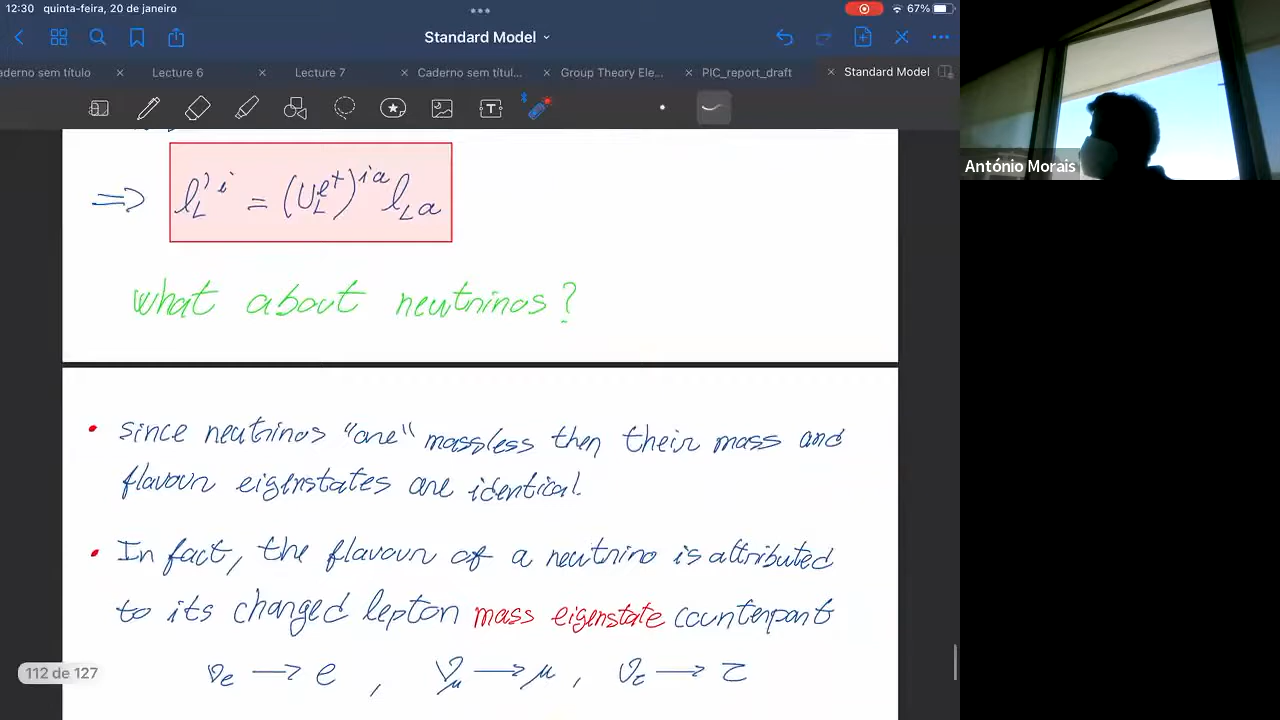 12:30 quinta-feira, 20 de janeiro
67%
Standard Model
aderno sem título
Lecture 6
Lecture 7
Caderno sem títul...
Group Theory Ele...
PIC_report_draft
Standard Model
António Morais
⇒ l'_L^i = (U_L^{e†})^{ia} l_{La}
what about neutrinos?
• since neutrinos "are" massless then their mass and
flavour eigenstates are identical.
• In fact, the flavour of a neutrino is attributed
to its charged lepton mass eigenstate counterpart
ν_e → e , ν_μ → μ , ν_τ → τ
112 de 127